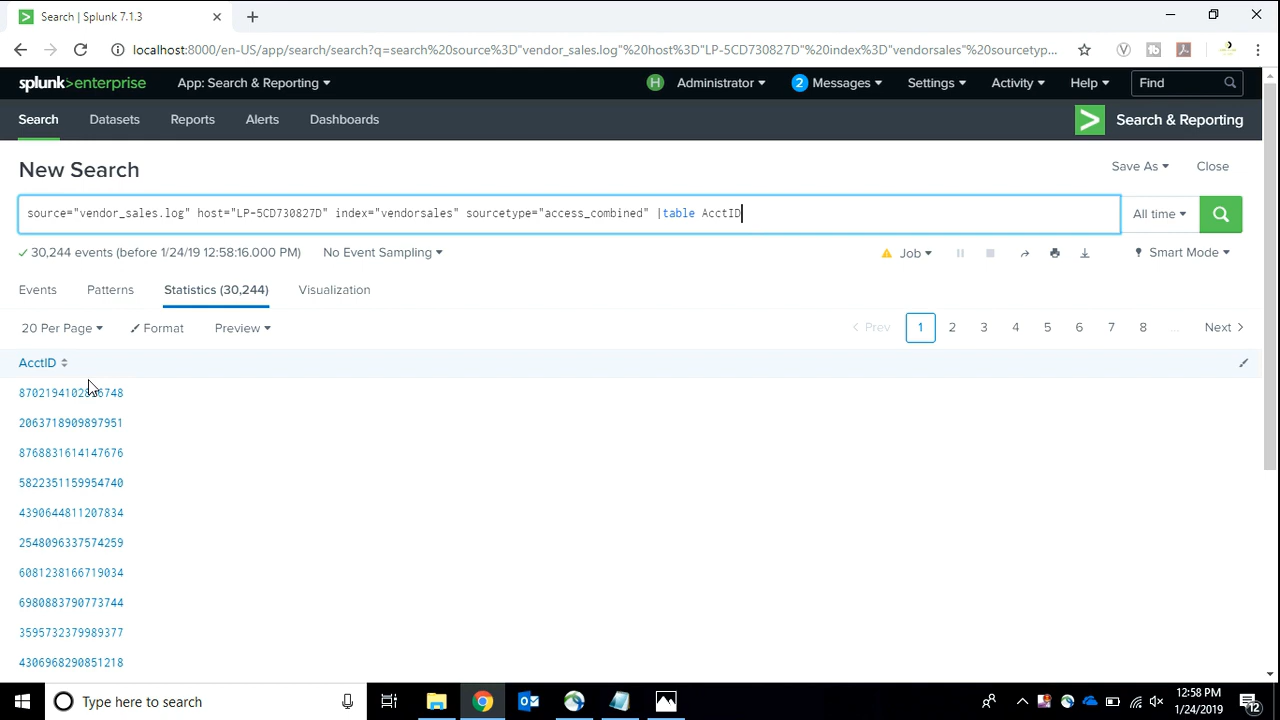 Search | Splunk 7.1.3
localhost:8000/en-US/app/search/search?q=search%20source%3D"vendor_sales.log"%20host%3D"LP-5CD730827D"%20index%3D"vendorsales"%20sourcetyp...
splunk>enterprise App: Search & Reporting Administrator 2 Messages Settings Activity Help Find
Search Datasets Reports Alerts Dashboards > Search & Reporting
New Search Save As Close
source="vendor_sales.log" host="LP-5CD730827D" index="vendorsales" sourcetype="access_combined" |table AcctID All time
30,244 events (before 1/24/19 12:58:16.000 PM) No Event Sampling Job Smart Mode
Events Patterns Statistics (30,244) Visualization
20 Per Page Format Preview < Prev 1 2 3 4 5 6 7 8 ... Next >
AcctID
2063718909897951
8768831614147676
5822351159954740
4390644811207834
2548096337574259
6081238166719034
6980883790773744
3595732379989377
4306968290851218
Type here to search 12:58 PM
1/24/2019 12